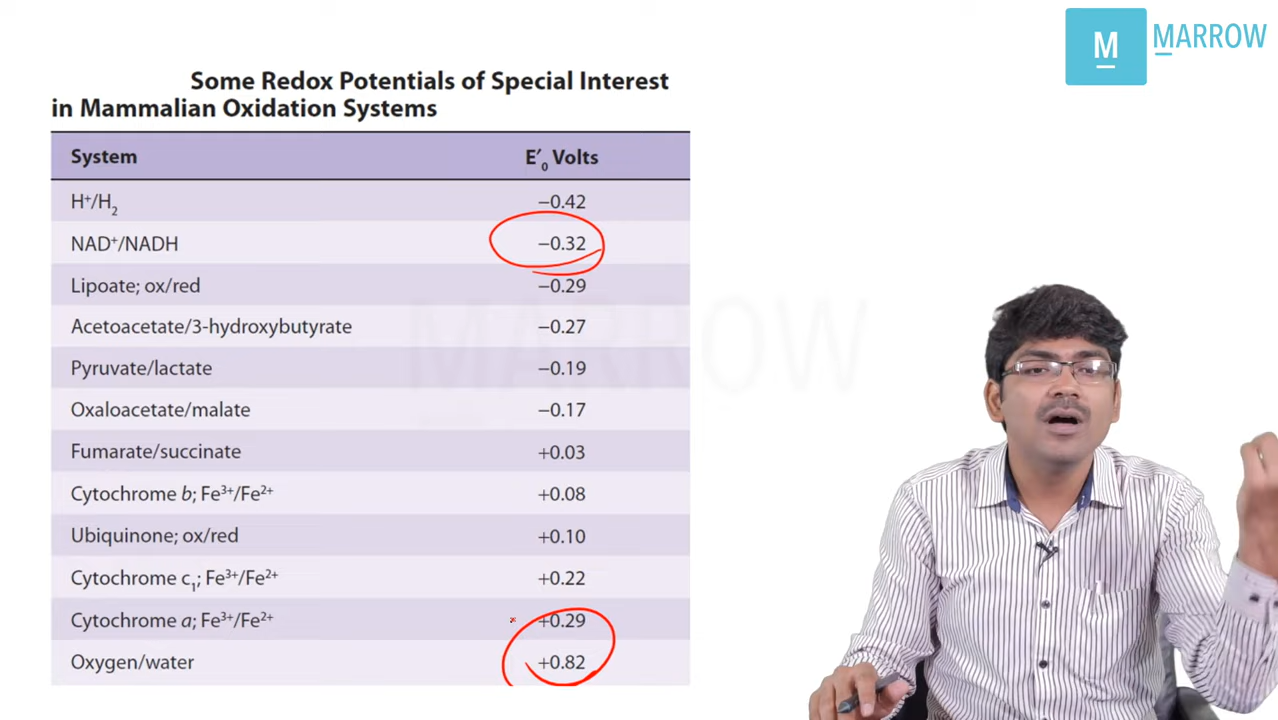 M MARROW
Some Redox Potentials of Special Interest
in Mammalian Oxidation Systems
System E′₀ Volts
H⁺/H₂ −0.42
NAD⁺/NADH −0.32
Lipoate; ox/red −0.29
Acetoacetate/3-hydroxybutyrate −0.27
Pyruvate/lactate −0.19
Oxaloacetate/malate −0.17
Fumarate/succinate +0.03
Cytochrome b; Fe³⁺/Fe²⁺ +0.08
Ubiquinone; ox/red +0.10
Cytochrome c₁; Fe³⁺/Fe²⁺ +0.22
Cytochrome a; Fe³⁺/Fe²⁺ +0.29
Oxygen/water +0.82
MARROW